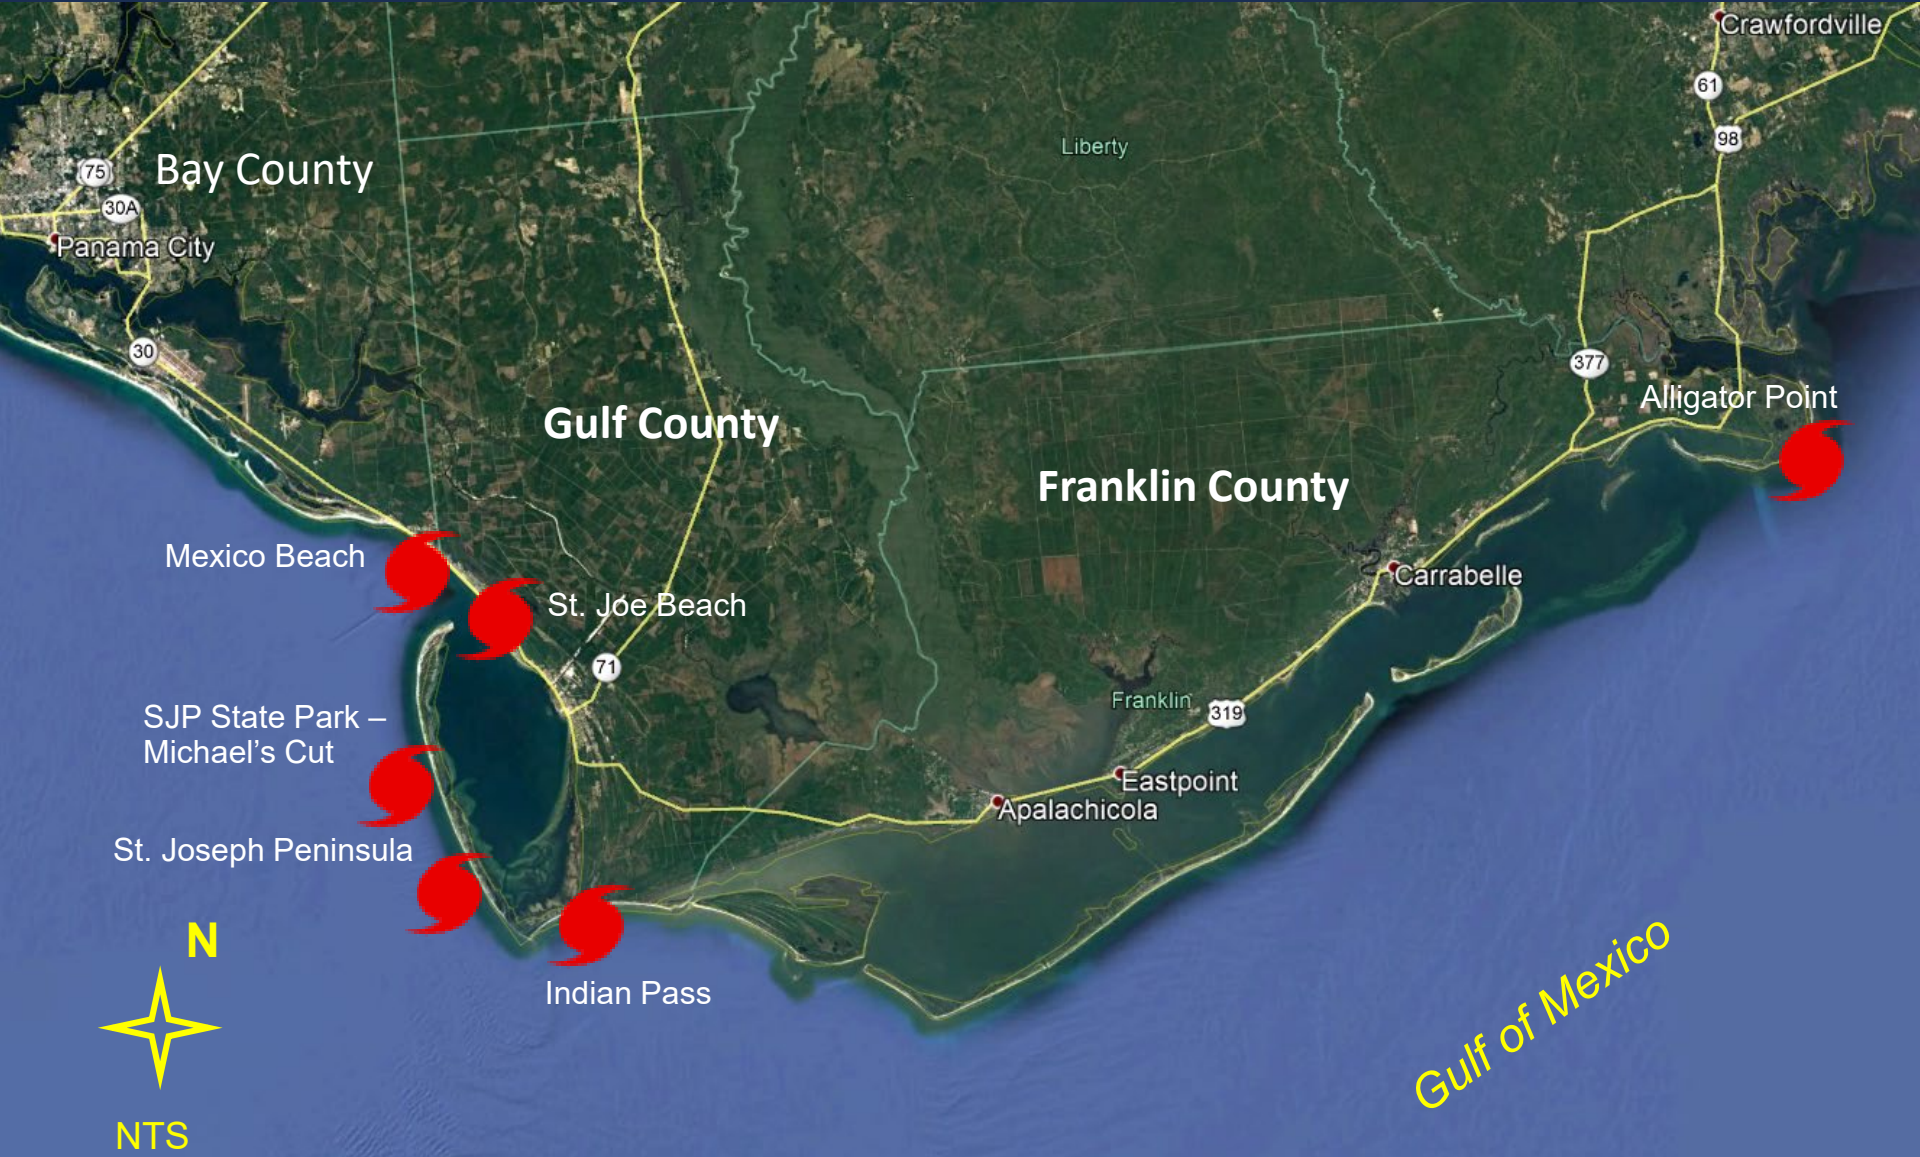 Crawfordville
61
98
Liberty
Bay County
75
30A
Panama City
30
377
Alligator Point
Gulf County
Franklin County
Mexico Beach
St. Joe Beach
Carrabelle
71
Franklin
319
SJP State Park –
Michael's Cut
Eastpoint
Apalachicola
St. Joseph Peninsula
N
Indian Pass
Gulf of Mexico
NTS